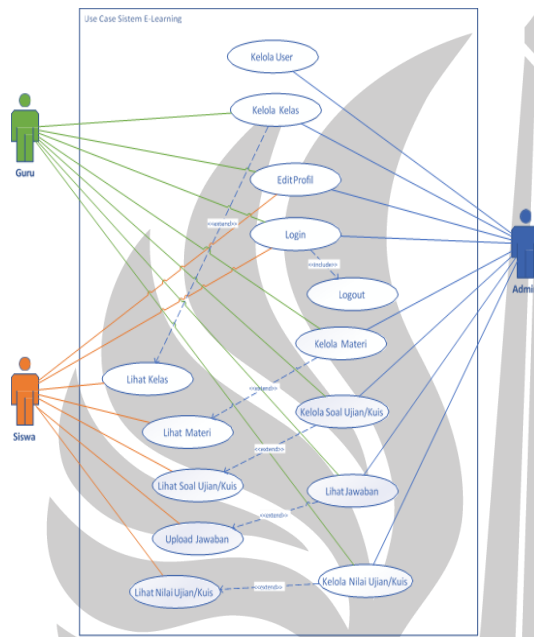 Use Case Sistem E-Learning
Kelola User
Kelola Kelas
Guru
Edit Profil
<<extend>>
Login
<<include>>
Admin
Logout
Kelola Materi
Lihat Kelas
<<extend>>
Siswa
Kelola Soal Ujian/Kuis
Lihat Materi
<<extend>>
Lihat Soal Ujian/Kuis
Lihat Jawaban
<<extend>>
Upload Jawaban
Kelola Nilai Ujian/Kuis
<<extend>>
Lihat Nilai Ujian/Kuis